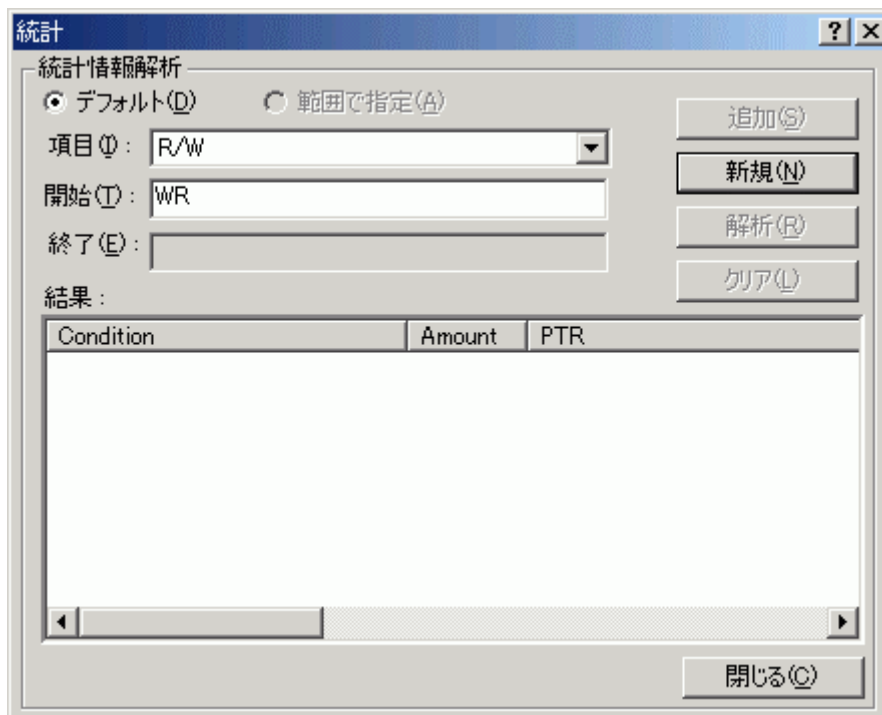 統計
統計情報解析
デフォルト(D) 範囲で指定(A)
追加(S)
項目(I): R/W
新規(N)
開始(T): WR
解析(R)
終了(E):
クリア(L)
結果:
Condition Amount PTR
閉じる(C)